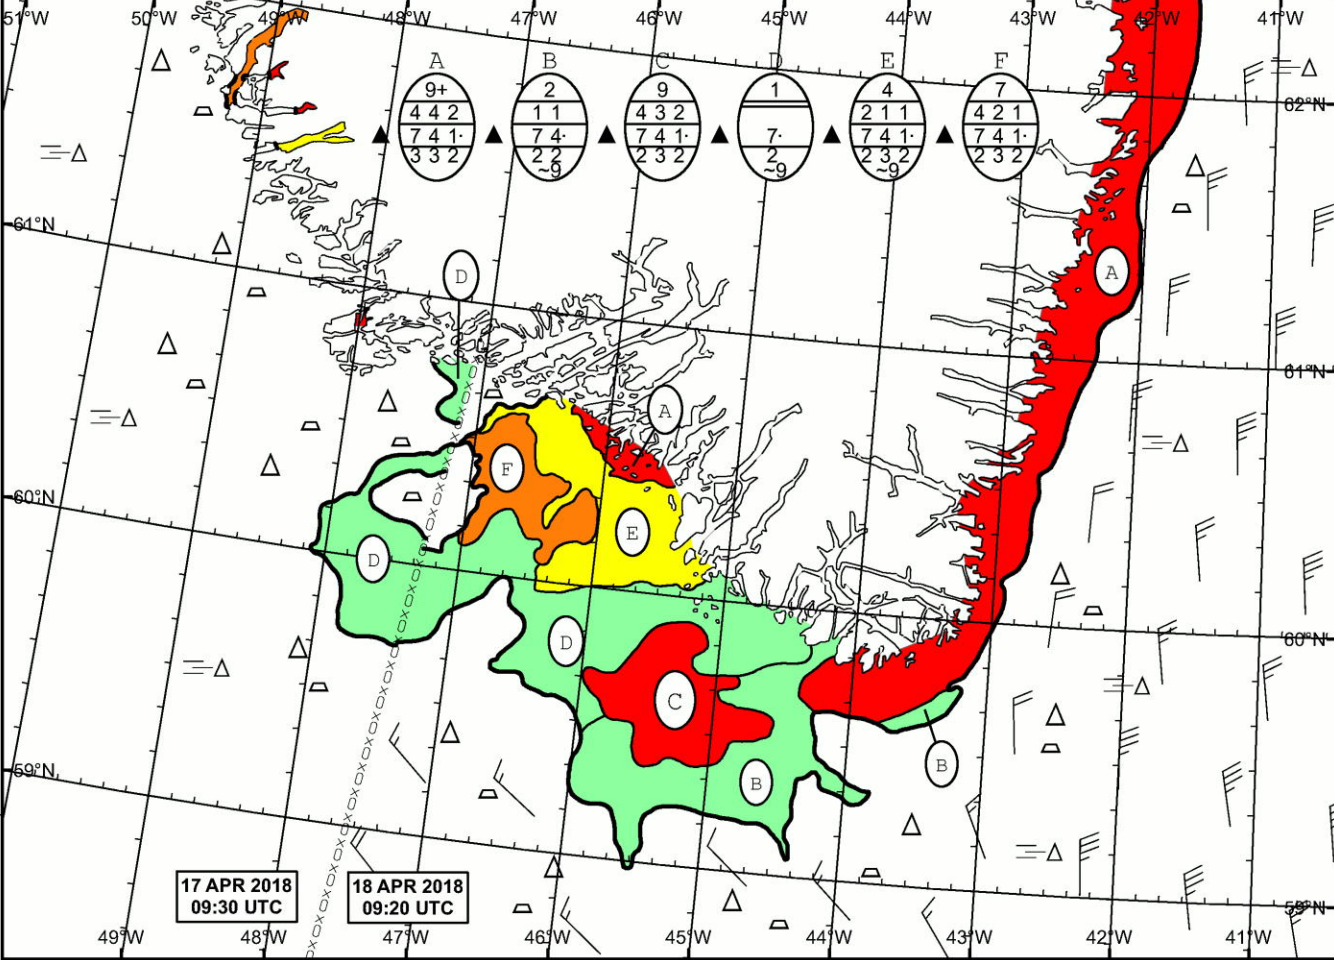 51°W 50°W 49°W 48°W 47°W 46°W 45°W 44°W 43°W 42°W 41°W
A B C D E F
9+ 2 9 1 4 7
4 4 2 1 1 4 3 2 2 1 1 4 2 1
7 4 1· 7 4· 7 4 1· 7· 7 4 1· 7 4 1·
3 3 2 2 2 2 3 2 2 2 3 2 2 3 2
~9 ~9 ~9
62°N
61°N
D
A
61°N
A
F
60°N
E
D
D
60°N
C
B
B
59°N
17 APR 2018
09:30 UTC
18 APR 2018
09:20 UTC
59°N
49°W 48°W 47°W 46°W 45°W 44°W 43°W 42°W 41°W